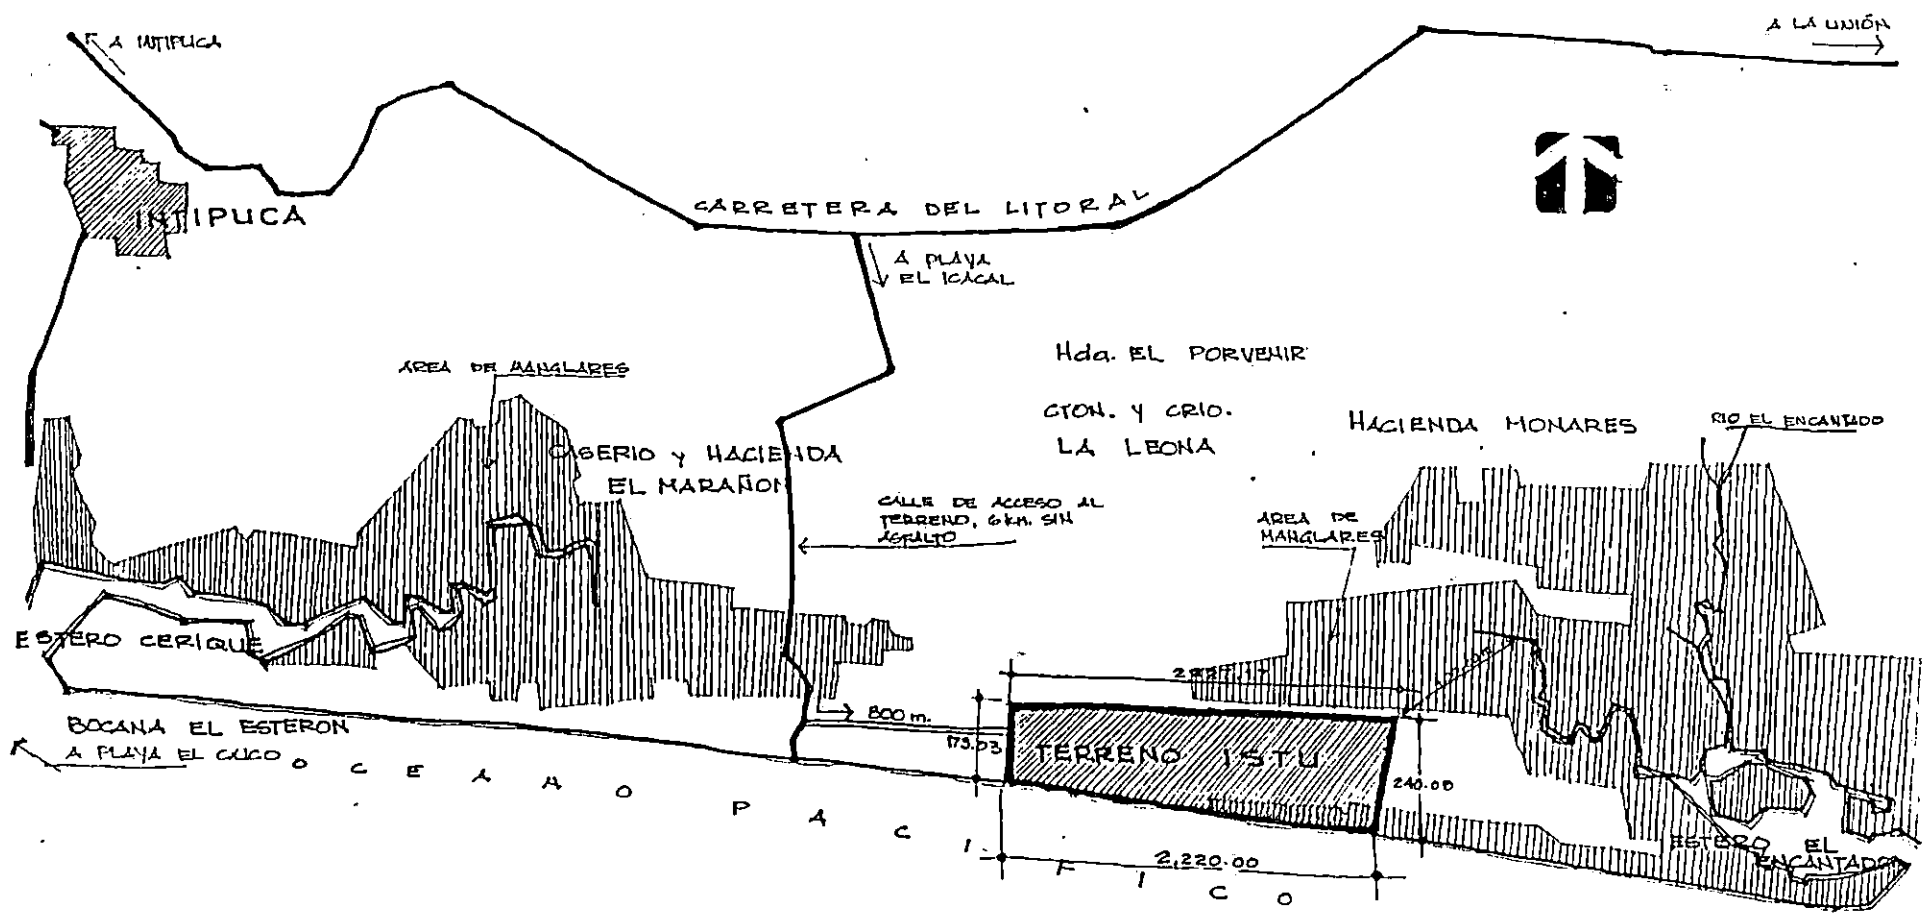 A INTIPUCA
A LA UNIÓN
INTIPUCA
CARRETERA DEL LITORAL
A PLAYA
EL ICACAL
Hda. EL PORVENIR
CTON. Y CRIO.
LA LEONA
HACIENDA MONARES
RIO EL ENCANTADO
AREA DE MANGLARES
CASERIO Y HACIENDA
EL MARAÑON
CALLE DE ACCESO AL
TERRENO, 6 KM. SIN
ASFALTO
AREA DE
MANGLARES
ESTERO CERIQUE
BOCANA EL ESTERON
A PLAYA EL CUCO
800 m.
175.03
TERRENO ISTU
240.00
2,220.00
OCEANO PACIFICO
ESTERO EL
ENCANTADO